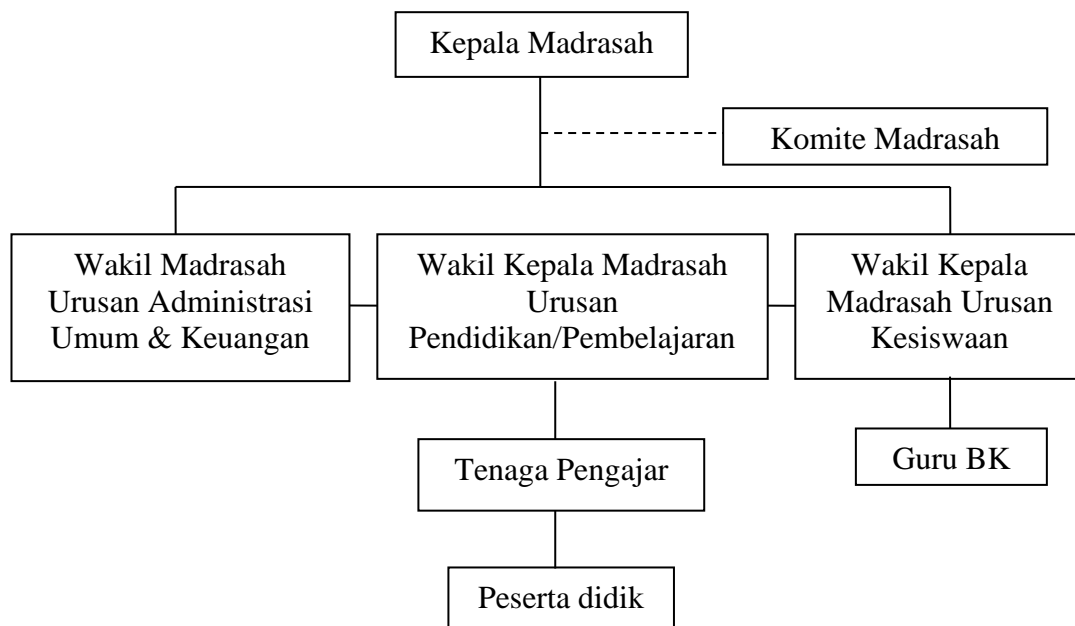 Kepala Madrasah
Komite Madrasah
Wakil Madrasah
Urusan Administrasi
Umum & Keuangan
Wakil Kepala Madrasah
Urusan
Pendidikan/Pembelajaran
Wakil Kepala
Madrasah Urusan
Kesiswaan
Tenaga Pengajar
Guru BK
Peserta didik